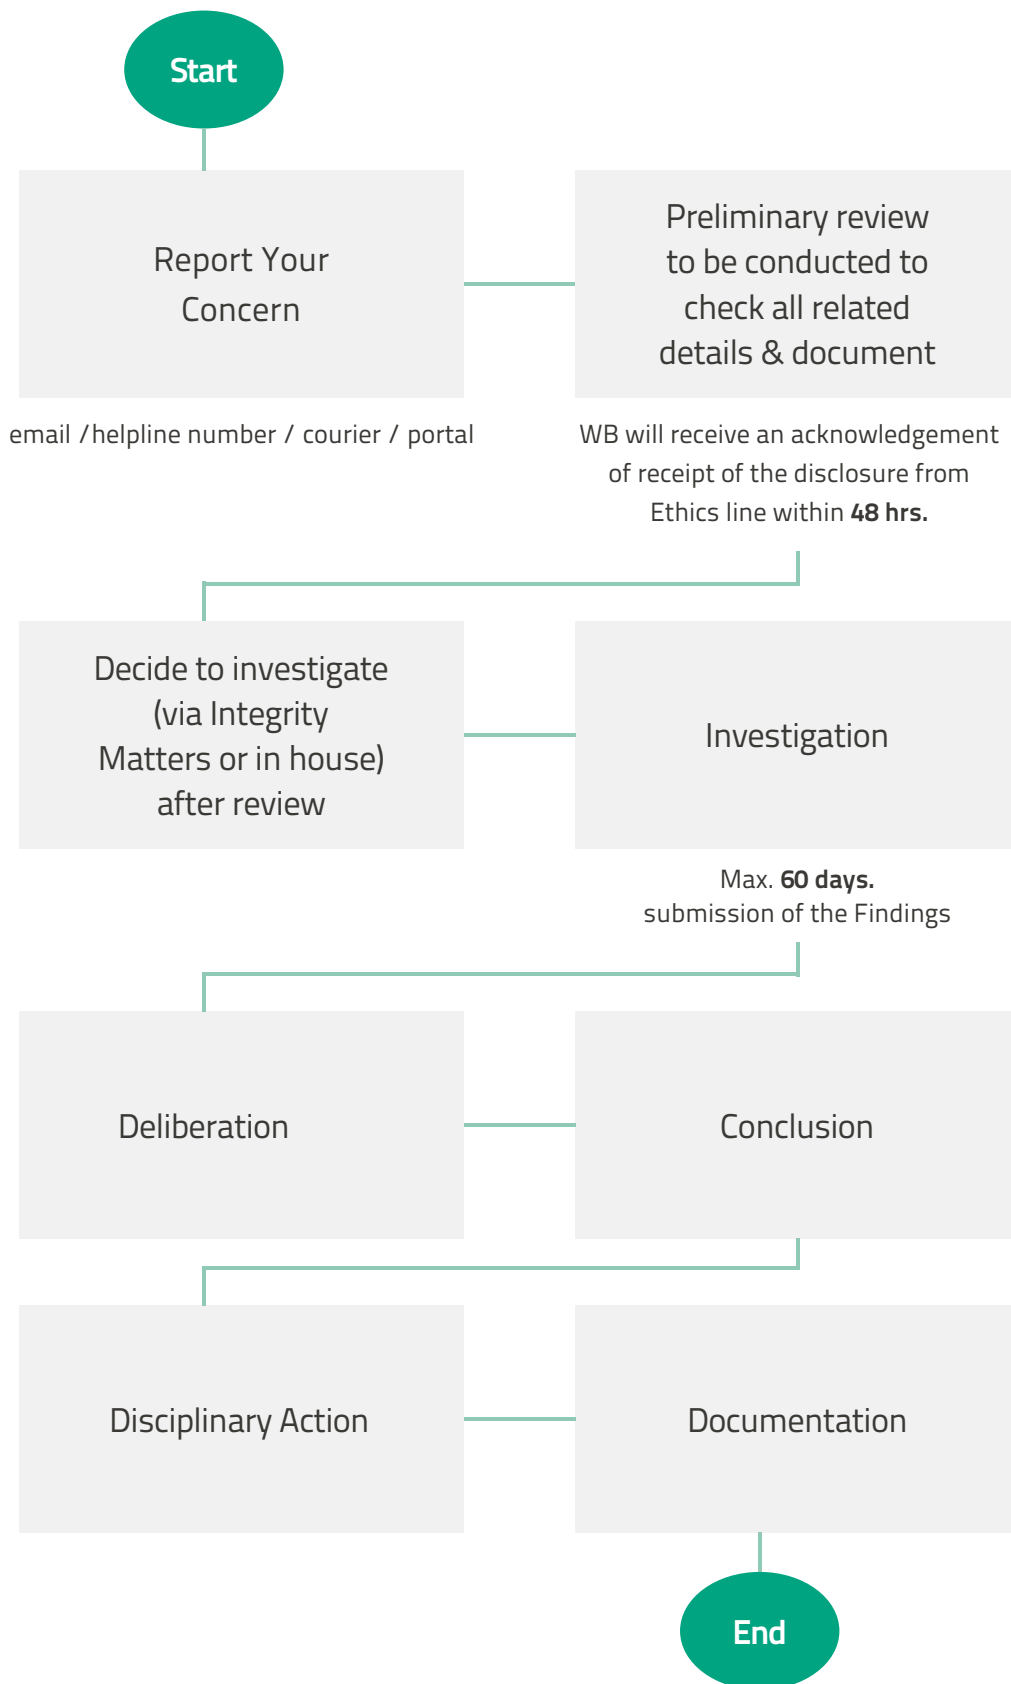 Start
Report Your
Concern
email /helpline number / courier / portal
Preliminary review
to be conducted to
check all related
details & document
WB will receive an acknowledgement
of receipt of the disclosure from
Ethics line within 48 hrs.
Decide to investigate
(via Integrity
Matters or in house)
after review
Investigation
Max. 60 days.
submission of the Findings
Deliberation
Conclusion
Disciplinary Action
Documentation
End